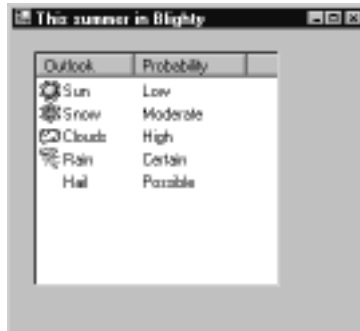 This summer in Blighty
Outlook Probability
Sun Low
Snow Moderate
Clouds High
Rain Certain
Hail Possible